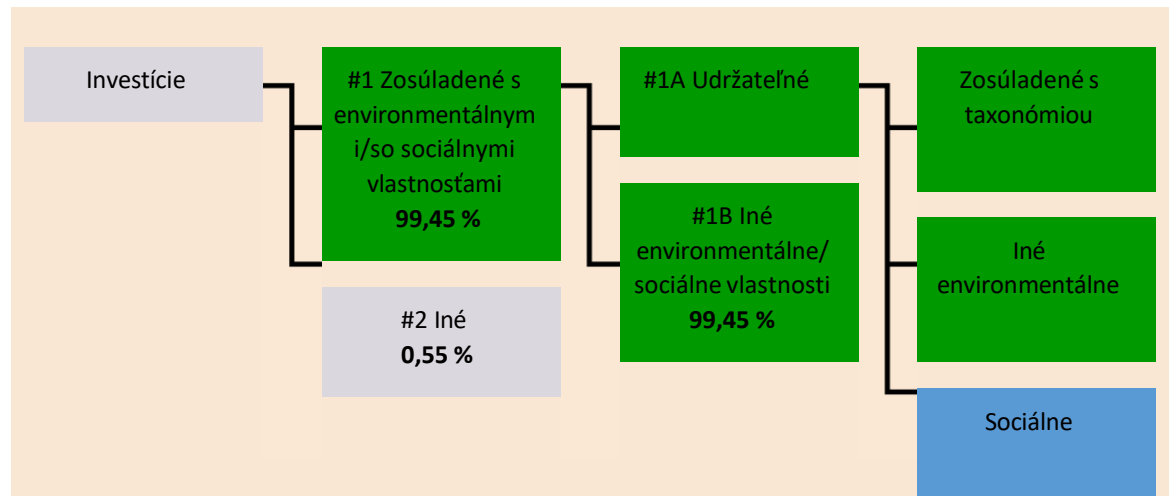 Investície
#1 Zosúladené s
environmentálnym
i/so sociálnymi
vlastnosťami
99,45 %
#2 Iné
0,55 %
#1A Udržateľné
#1B Iné
environmentálne/
sociálne vlastnosti
99,45 %
Zosúladené s
taxonómiou
Iné
environmentálne
Sociálne